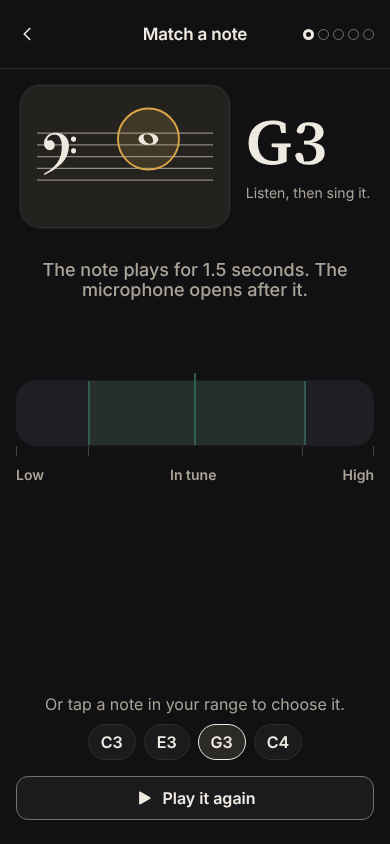 Match a note
G3
Listen, then sing it.
The note plays for 1.5 seconds. The
microphone opens after it.
Low
In tune
High
Or tap a note in your range to choose it.
C3
E3
G3
C4
Play it again